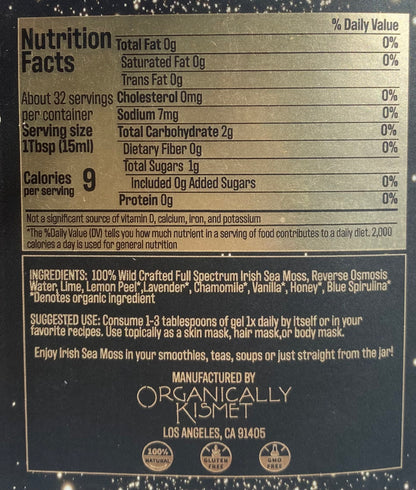 Nutrition Facts
About 32 servings per container
Serving size
1Tbsp (15ml)
Calories per serving 9
% Daily Value
Total Fat 0g 0%
Saturated Fat 0g 0%
Trans Fat 0g
Cholesterol 0mg 0%
Sodium 7mg 0%
Total Carbohydrate 2g 0%
Dietary Fiber 0g 0%
Total Sugars 1g
Included 0g Added Sugars 0%
Protein 0g 0%
Not a significant source of vitamin D, calcium, Iron, and potassium
*The %Daily Value (DV) tells you how much nutrient in a serving of food contributes to a daily diet. 2,000
calories a day is used for general nutrition
INGREDIENTS: 100% Wild Crafted Full Spectrum Irish Sea Moss, Reverse Osmosis
Water, Lime, Lemon Peel*,Lavender*, Chamomile*, Vanilla*, Honey*, Blue Spirulina*
*Denotes organic ingredient
SUGGESTED USE: Consume 1-3 tablespoons of gel 1x daily by itself or in your
favorite recipes. Use topically as a skin mask, hair mask,or body mask.
Enjoy Irish Sea Moss in your smoothies, teas, soups or just straight from the jar!
MANUFACTURED BY
ORGANICALLY
KISMET
LOS ANGELES, CA 91405
100%
NATURAL
GLUTEN
FREE
GMO
FREE